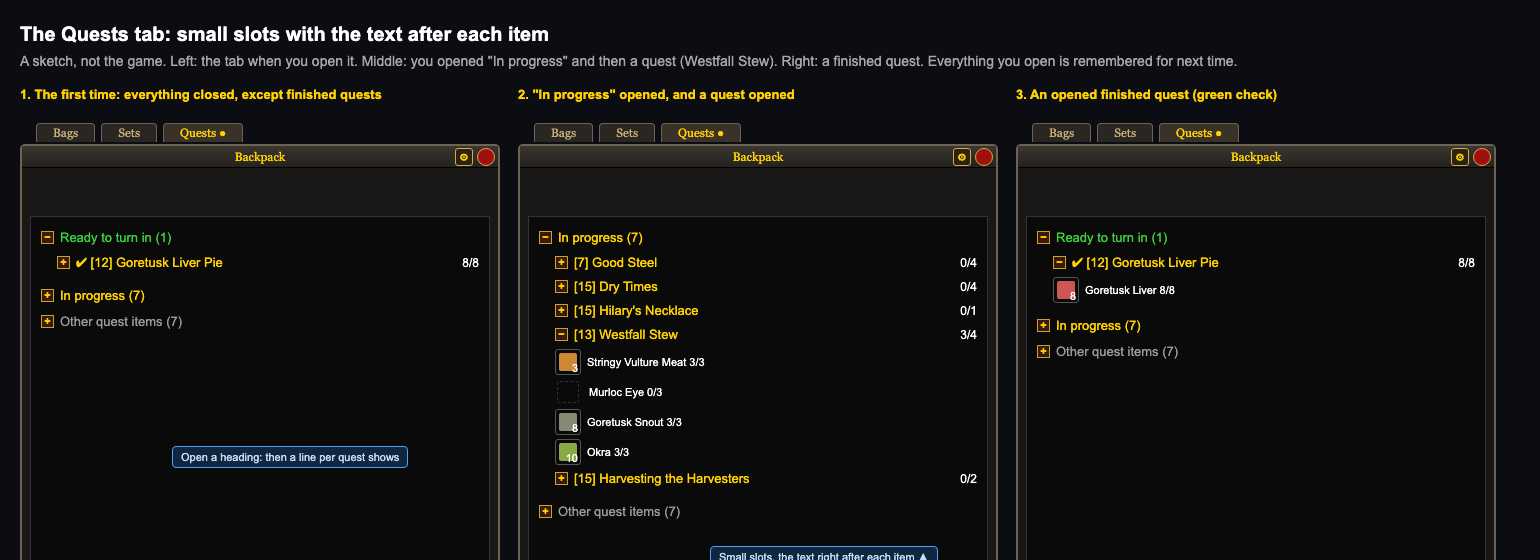 The Quests tab: small slots with the text after each item
A sketch, not the game. Left: the tab when you open it. Middle: you opened "In progress" and then a quest (Westfall Stew). Right: a finished quest. Everything you open is remembered for next time.
1. The first time: everything closed, except finished quests
Bags Sets Quests ●
Backpack
Ready to turn in (1)
✔ [12] Goretusk Liver Pie 8/8
In progress (7)
Other quest items (7)
Open a heading: then a line per quest shows
2. "In progress" opened, and a quest opened
Bags Sets Quests ●
Backpack
In progress (7)
[7] Good Steel 0/4
[15] Dry Times 0/4
[15] Hilary's Necklace 0/1
[13] Westfall Stew 3/4
3 Stringy Vulture Meat 3/3
Murloc Eye 0/3
8 Goretusk Snout 3/3
10 Okra 3/3
[15] Harvesting the Harvesters 0/2
Other quest items (7)
Small slots, the text right after each item ▲
3. An opened finished quest (green check)
Bags Sets Quests ●
Backpack
Ready to turn in (1)
✔ [12] Goretusk Liver Pie 8/8
8 Goretusk Liver 8/8
In progress (7)
Other quest items (7)